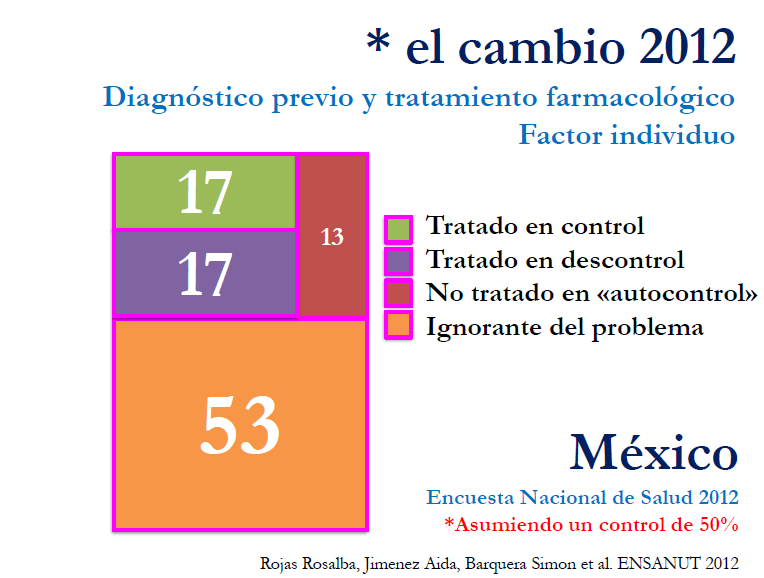 * el cambio 2012
Diagnóstico previo y tratamiento farmacológico
Factor individuo
17
13
17
53
Tratado en control
Tratado en descontrol
No tratado en «autocontrol»
Ignorante del problema
México
Encuesta Nacional de Salud 2012
*Asumiendo un control de 50%
Rojas Rosalba, Jimenez Aida, Barquera Simon et al. ENSANUT 2012